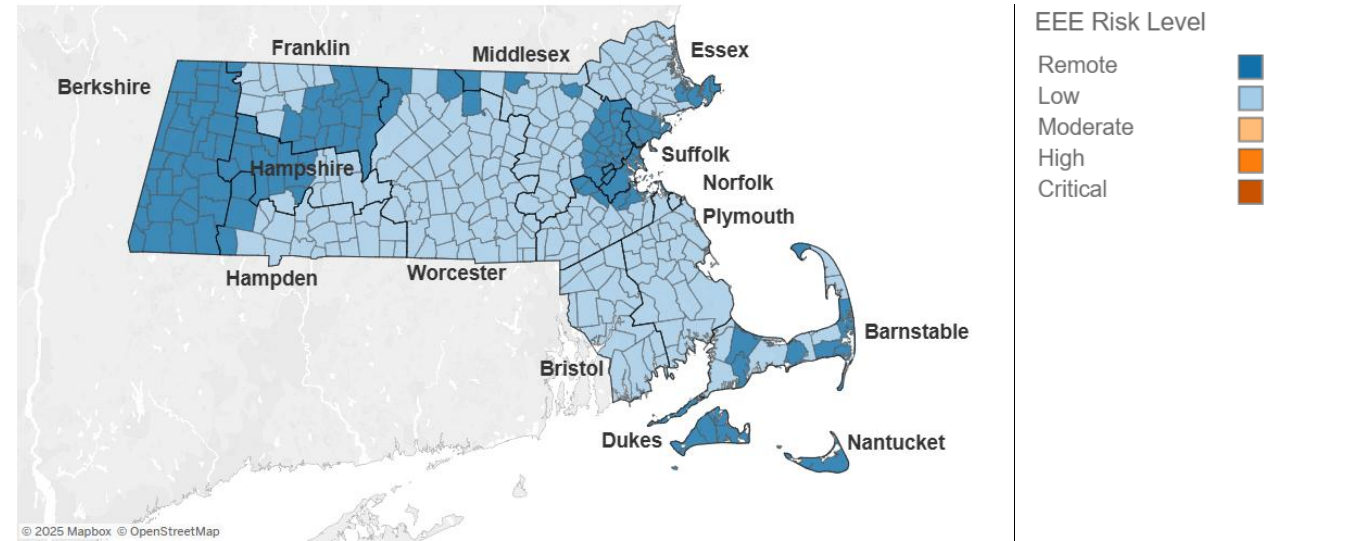 Franklin
Middlesex
Essex
Berkshire
Suffolk
Hampshire
Norfolk
Plymouth
Hampden
Worcester
Barnstable
Bristol
Dukes
Nantucket
© 2025 Mapbox © OpenStreetMap
EEE Risk Level
Remote
Low
Moderate
High
Critical